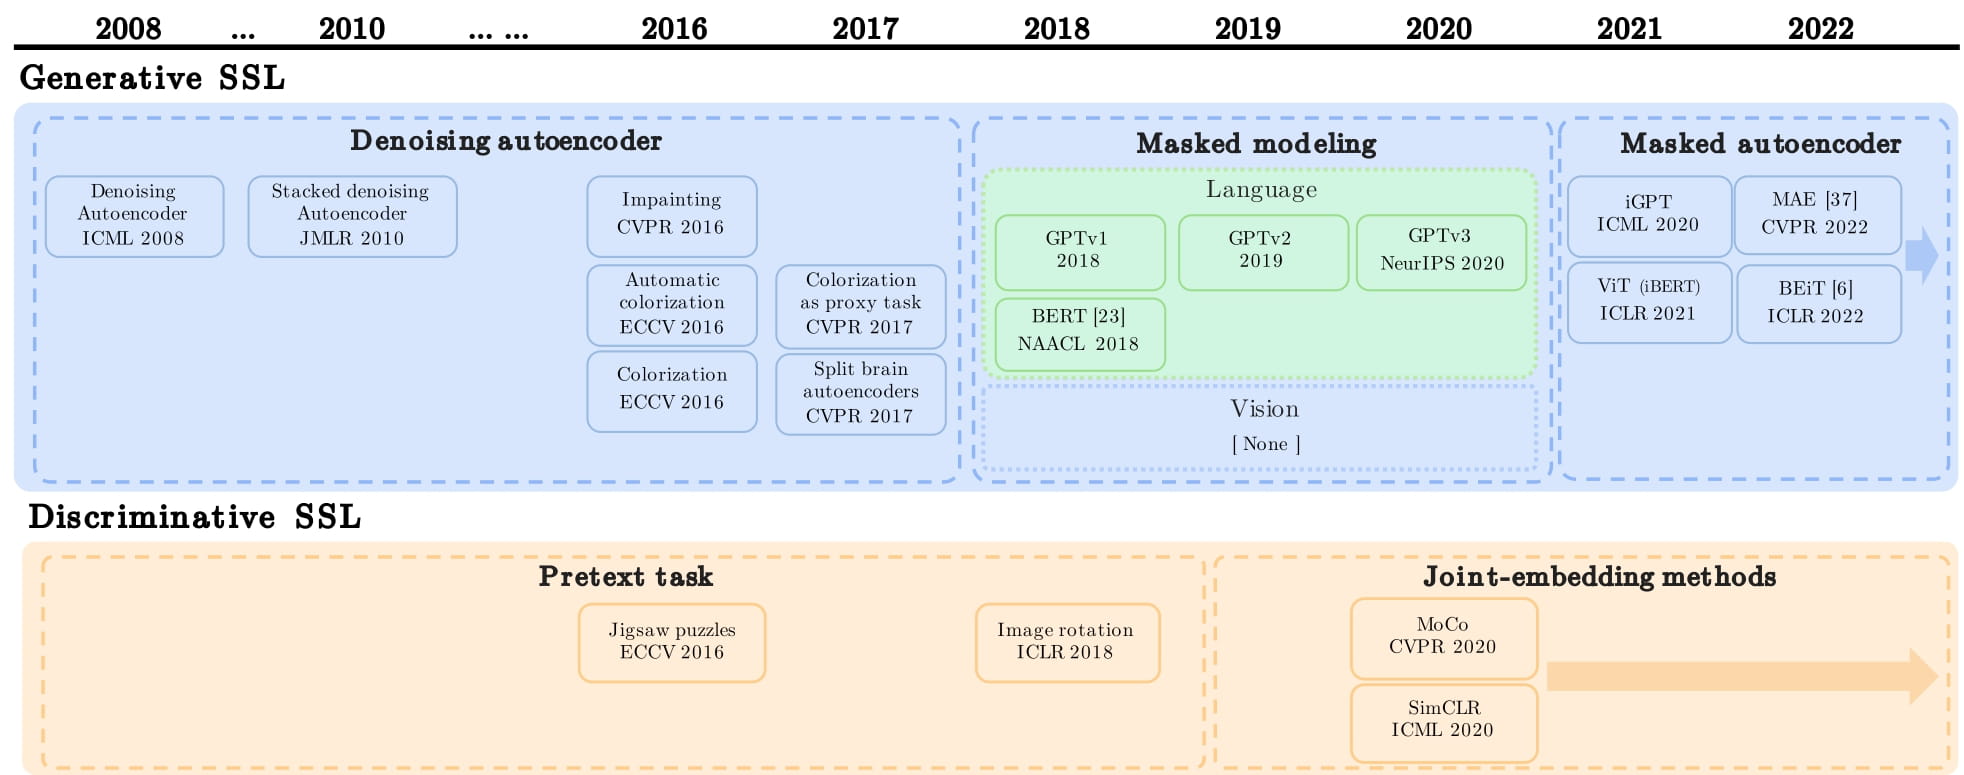 2008 ... 2010 ... ... 2016 2017 2018 2019 2020 2021 2022
Generative SSL
Denoising autoencoder
Denoising
Autoencoder
ICML 2008
Stacked denoising
Autoencoder
JMLR 2010
Impainting
CVPR 2016
Automatic
colorization
ECCV 2016
Colorization
ECCV 2016
Colorization
as proxy task
CVPR 2017
Split brain
autoencoders
CVPR 2017
Masked modeling
Language
GPTv1
2018
GPTv2
2019
GPTv3
NeurIPS 2020
BERT [23]
NAACL 2018
Vision
[ None ]
Masked autoencoder
iGPT
ICML 2020
MAE [37]
CVPR 2022
ViT (iBERT)
ICLR 2021
BEiT [6]
ICLR 2022
Discriminative SSL
Pretext task
Jigsaw puzzles
ECCV 2016
Image rotation
ICLR 2018
Joint-embedding methods
MoCo
CVPR 2020
SimCLR
ICML 2020